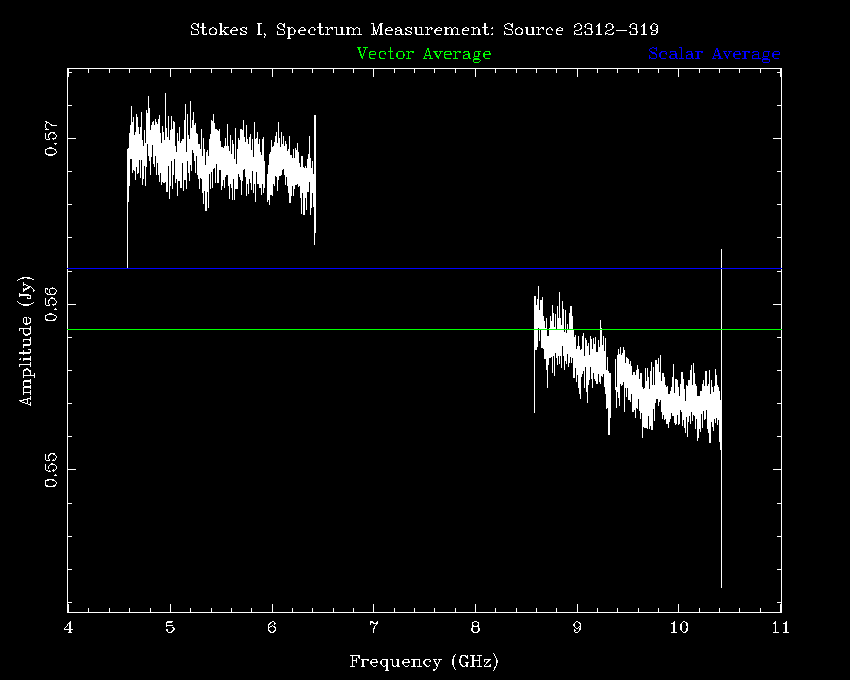 Stokes I, Spectrum Measurement: Source 2312-319
Vector Average Scalar Average
0.57
0.56
0.55
Amplitude (Jy)
4 5 6 7 8 9 10 11
Frequency (GHz)